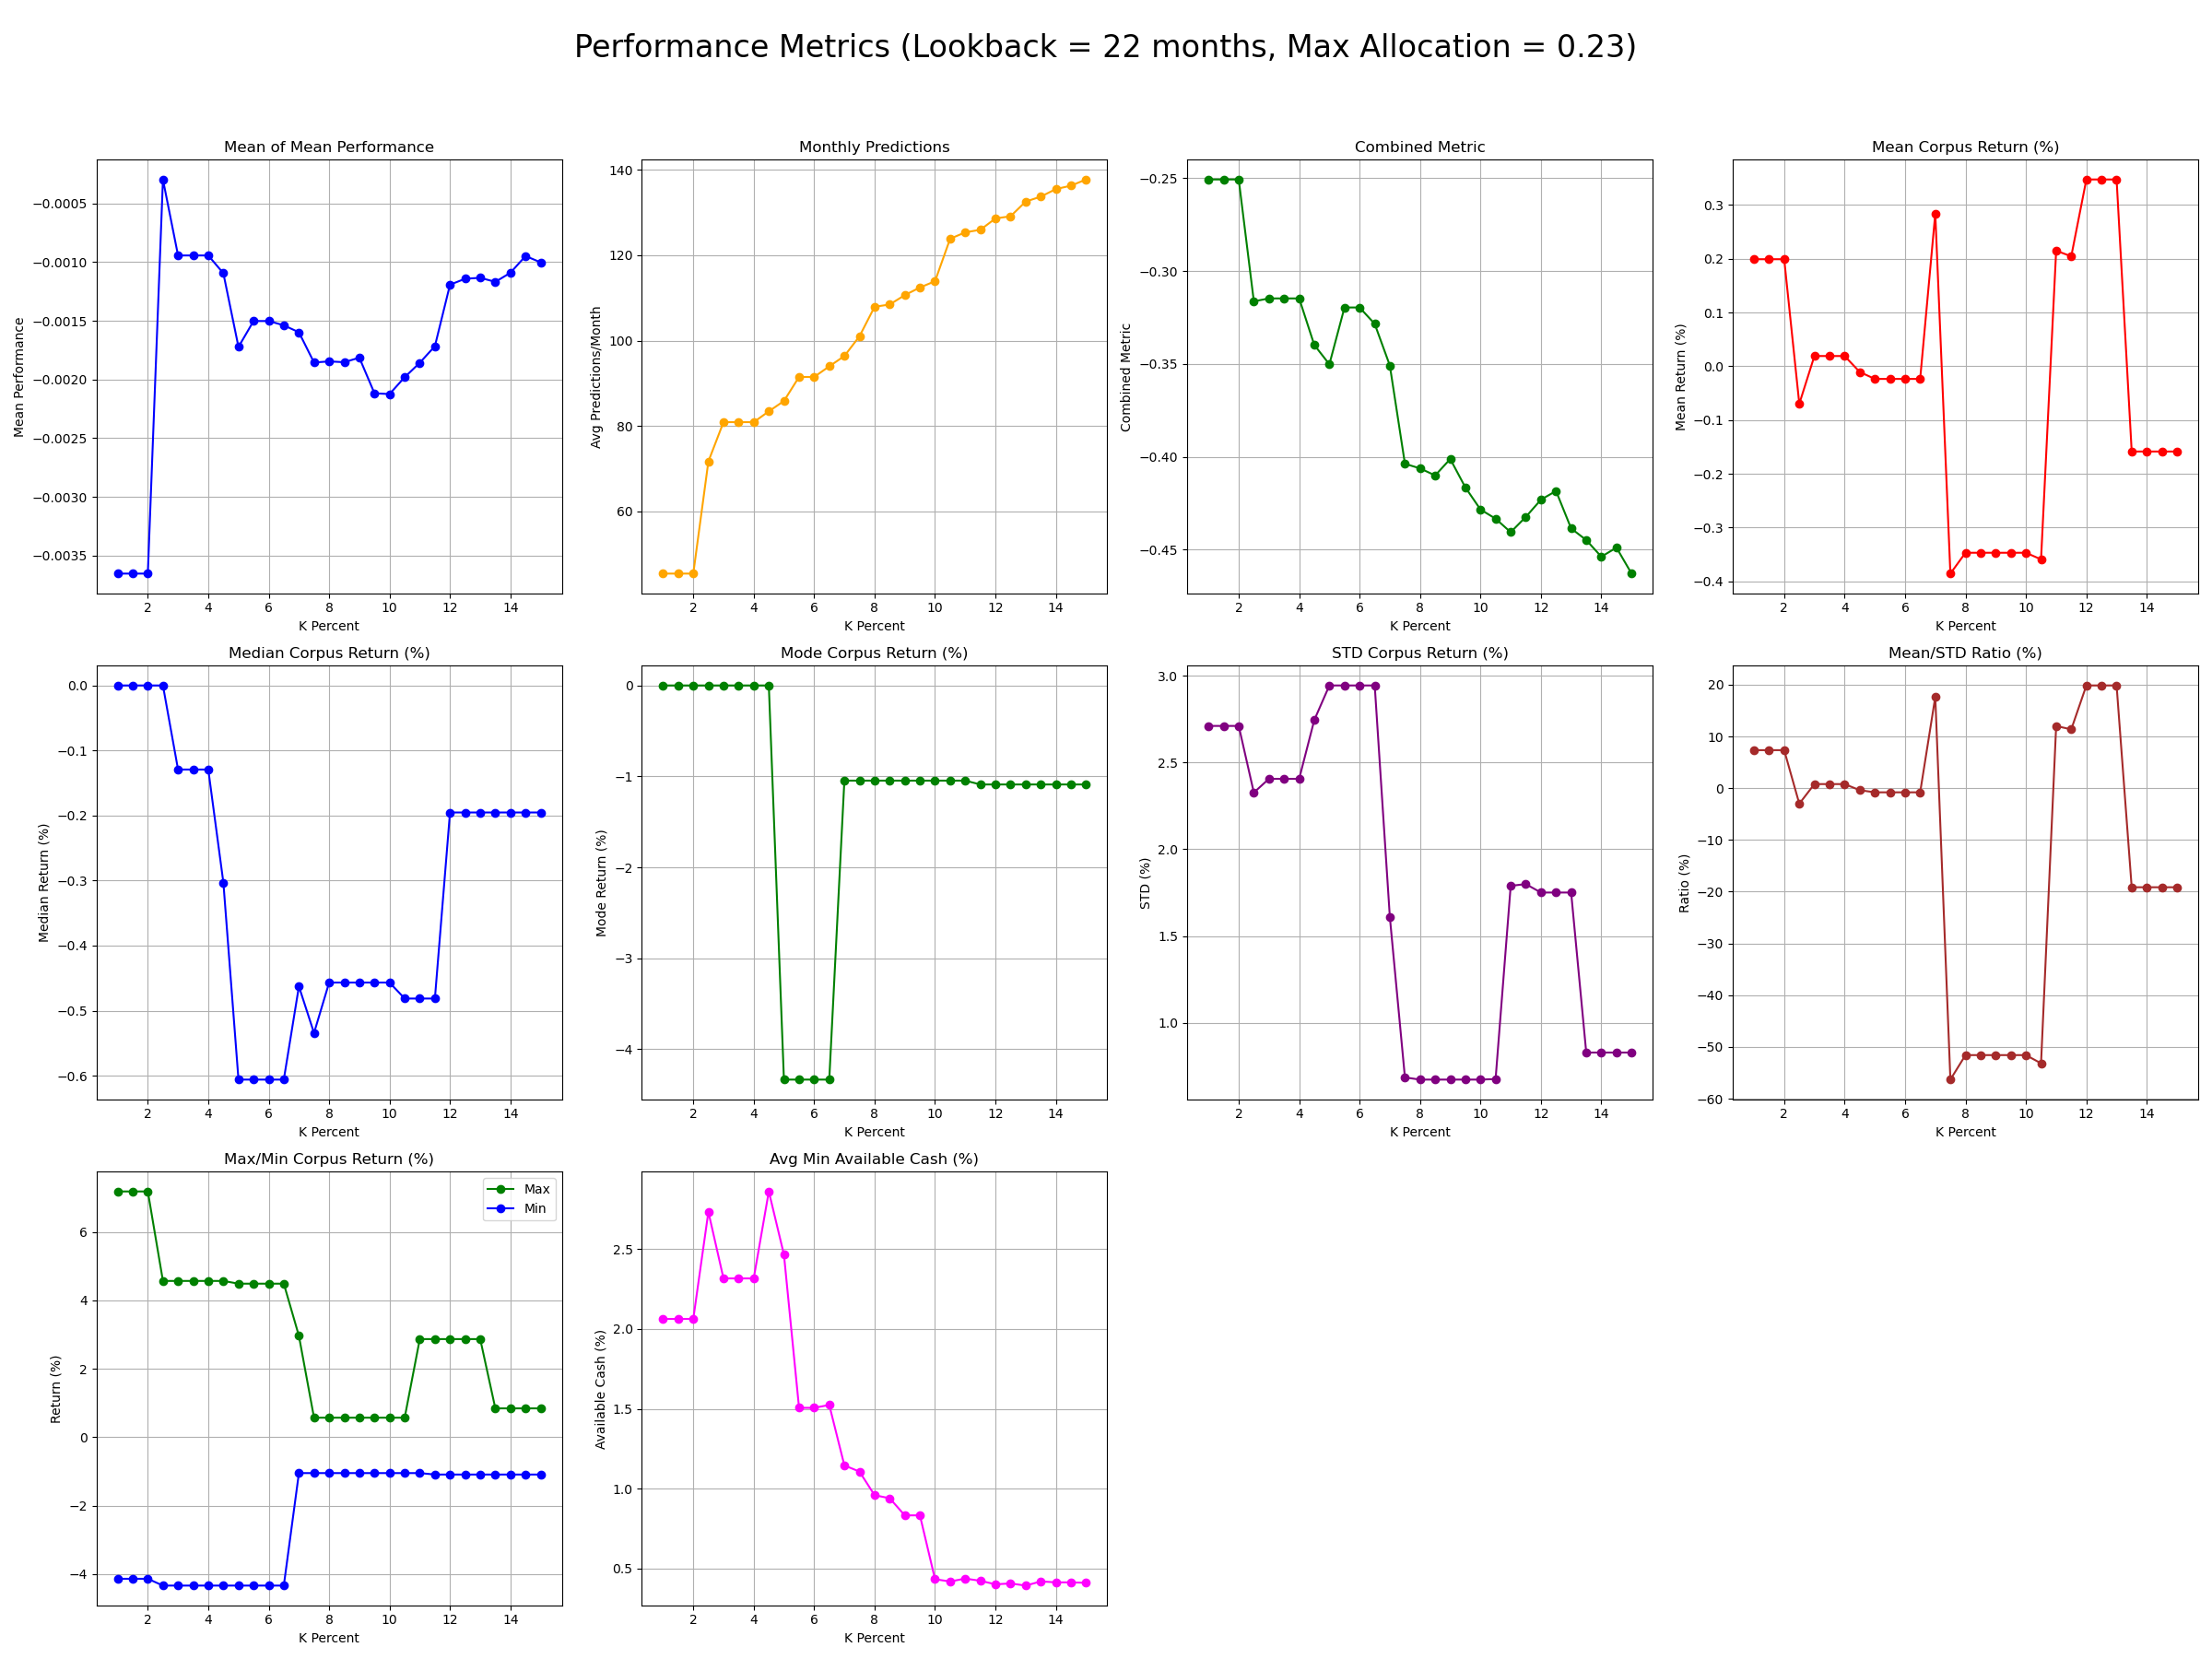 Performance Metrics (Lookback = 22 months, Max Allocation = 0.23)
Mean of Mean Performance
Mean Performance
−0.0005
−0.0010
−0.0015
−0.0020
−0.0025
−0.0030
−0.0035
2 4 6 8 10 12 14
K Percent
Monthly Predictions
Avg Predictions/Month
140
120
100
80
60
2 4 6 8 10 12 14
K Percent
Combined Metric
Combined Metric
−0.25
−0.30
−0.35
−0.40
−0.45
2 4 6 8 10 12 14
K Percent
Mean Corpus Return (%)
Mean Return (%)
0.3
0.2
0.1
0.0
−0.1
−0.2
−0.3
−0.4
2 4 6 8 10 12 14
K Percent
Median Corpus Return (%)
Median Return (%)
0.0
−0.1
−0.2
−0.3
−0.4
−0.5
−0.6
2 4 6 8 10 12 14
K Percent
Mode Corpus Return (%)
Mode Return (%)
0
−1
−2
−3
−4
2 4 6 8 10 12 14
K Percent
STD Corpus Return (%)
STD (%)
3.0
2.5
2.0
1.5
1.0
2 4 6 8 10 12 14
K Percent
Mean/STD Ratio (%)
Ratio (%)
20
10
0
−10
−20
−30
−40
−50
−60
2 4 6 8 10 12 14
K Percent
Max/Min Corpus Return (%)
Return (%)
6
4
2
0
−2
−4
Max
Min
2 4 6 8 10 12 14
K Percent
Avg Min Available Cash (%)
Available Cash (%)
2.5
2.0
1.5
1.0
0.5
2 4 6 8 10 12 14
K Percent